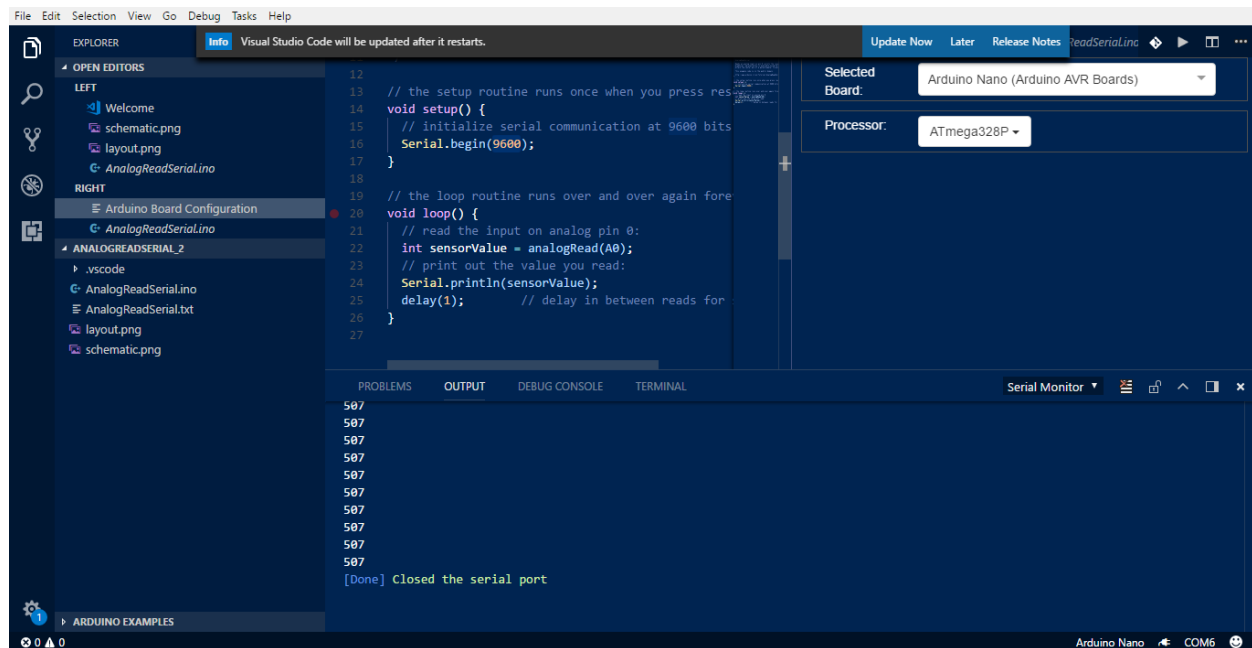 File Edit Selection View Go Debug Tasks Help
EXPLORER
Info Visual Studio Code will be updated after it restarts. Update Now Later Release Notes ReadSerial.ino
OPEN EDITORS
LEFT
Welcome
schematic.png
layout.png
AnalogReadSerial.ino
RIGHT
Arduino Board Configuration
AnalogReadSerial.ino
ANALOGREADSERIAL_2
.vscode
AnalogReadSerial.ino
AnalogReadSerial.txt
layout.png
schematic.png
ARDUINO EXAMPLES
12
13 // the setup routine runs once when you press res
14 void setup() {
15 // initialize serial communication at 9600 bits
16 Serial.begin(9600);
17 }
18
19 // the loop routine runs over and over again fore
20 void loop() {
21 // read the input on analog pin 0:
22 int sensorValue = analogRead(A0);
23 // print out the value you read:
24 Serial.println(sensorValue);
25 delay(1); // delay in between reads for
26 }
27
Selected
Board:
Arduino Nano (Arduino AVR Boards)
Processor: ATmega328P
PROBLEMS OUTPUT DEBUG CONSOLE TERMINAL Serial Monitor
507
507
507
507
507
507
507
507
507
507
[Done] Closed the serial port
1
0 0 Arduino Nano COM6